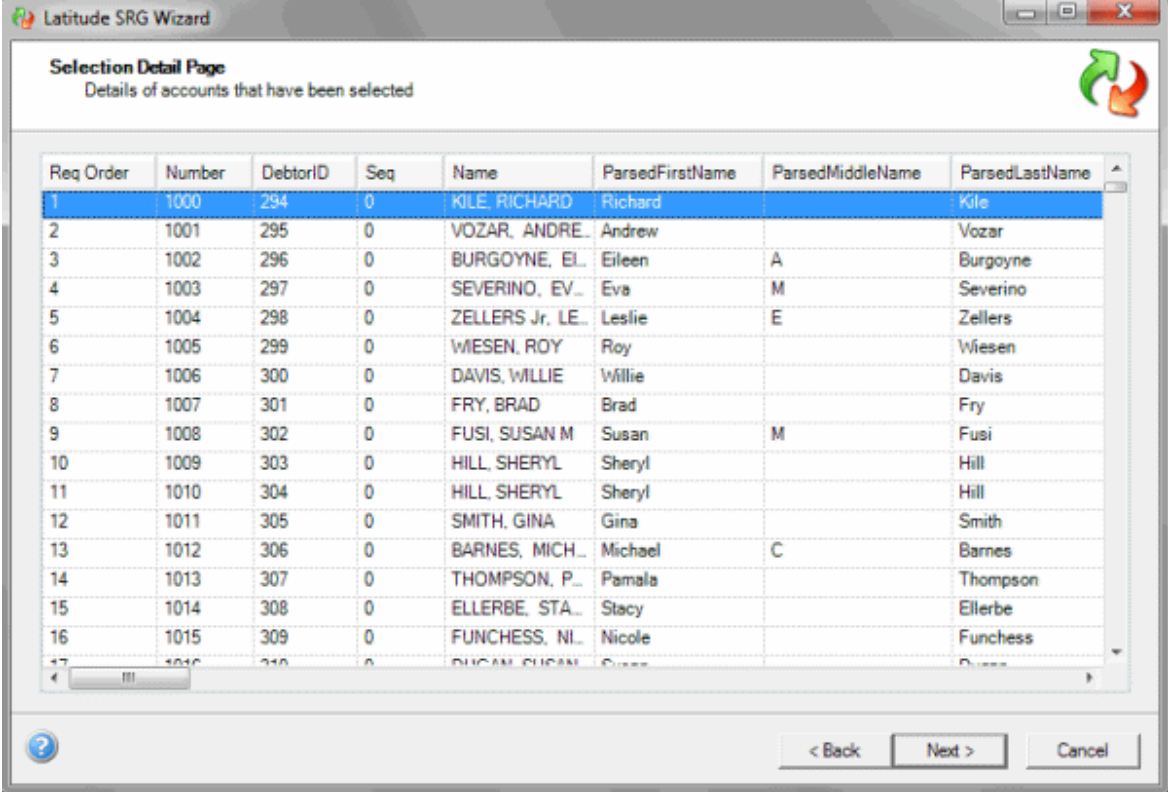 Latitude SRG Wizard
Selection Detail Page
Details of accounts that have been selected
Req Order Number DebtorID Seq Name ParsedFirstName ParsedMiddleName ParsedLastName
1 1000 294 0 KILE, RICHARD Richard Kile
2 1001 295 0 VOZAR, ANDRE... Andrew Vozar
3 1002 296 0 BURGOYNE, EI... Eileen A Burgoyne
4 1003 297 0 SEVERINO, EV... Eva M Severino
5 1004 298 0 ZELLERS Jr, LE... Leslie E Zellers
6 1005 299 0 WIESEN, ROY Roy Wiesen
7 1006 300 0 DAVIS, WILLIE Willie Davis
8 1007 301 0 FRY, BRAD Brad Fry
9 1008 302 0 FUSI, SUSAN M Susan M Fusi
10 1009 303 0 HILL, SHERYL Sheryl Hill
11 1010 304 0 HILL, SHERYL Sheryl Hill
12 1011 305 0 SMITH, GINA Gina Smith
13 1012 306 0 BARNES, MICH... Michael C Barnes
14 1013 307 0 THOMPSON, P... Pamala Thompson
15 1014 308 0 ELLERBE, STA... Stacy Ellerbe
16 1015 309 0 FUNCHESS, NI... Nicole Funchess
17 1016 310 0 DUGAN, SUSAN Susan Dugan
< Back Next > Cancel